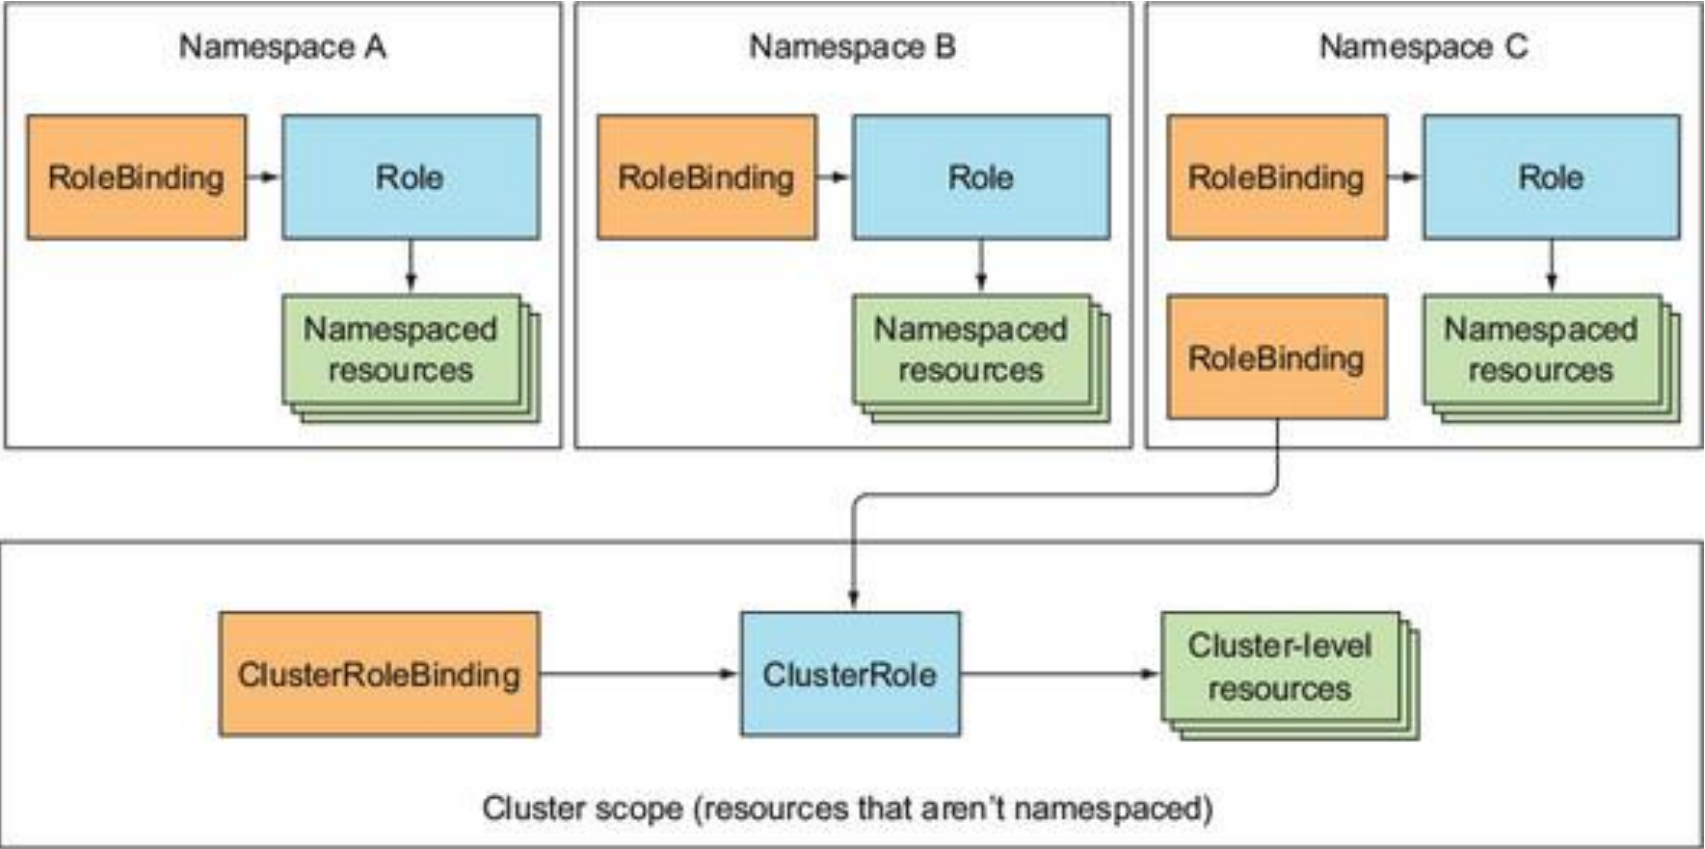 Namespace A
RoleBinding
Role
Namespaced
resources
Namespace B
RoleBinding
Role
Namespaced
resources
Namespace C
RoleBinding
Role
RoleBinding
Namespaced
resources
ClusterRoleBinding
ClusterRole
Cluster-level
resources
Cluster scope (resources that aren't namespaced)